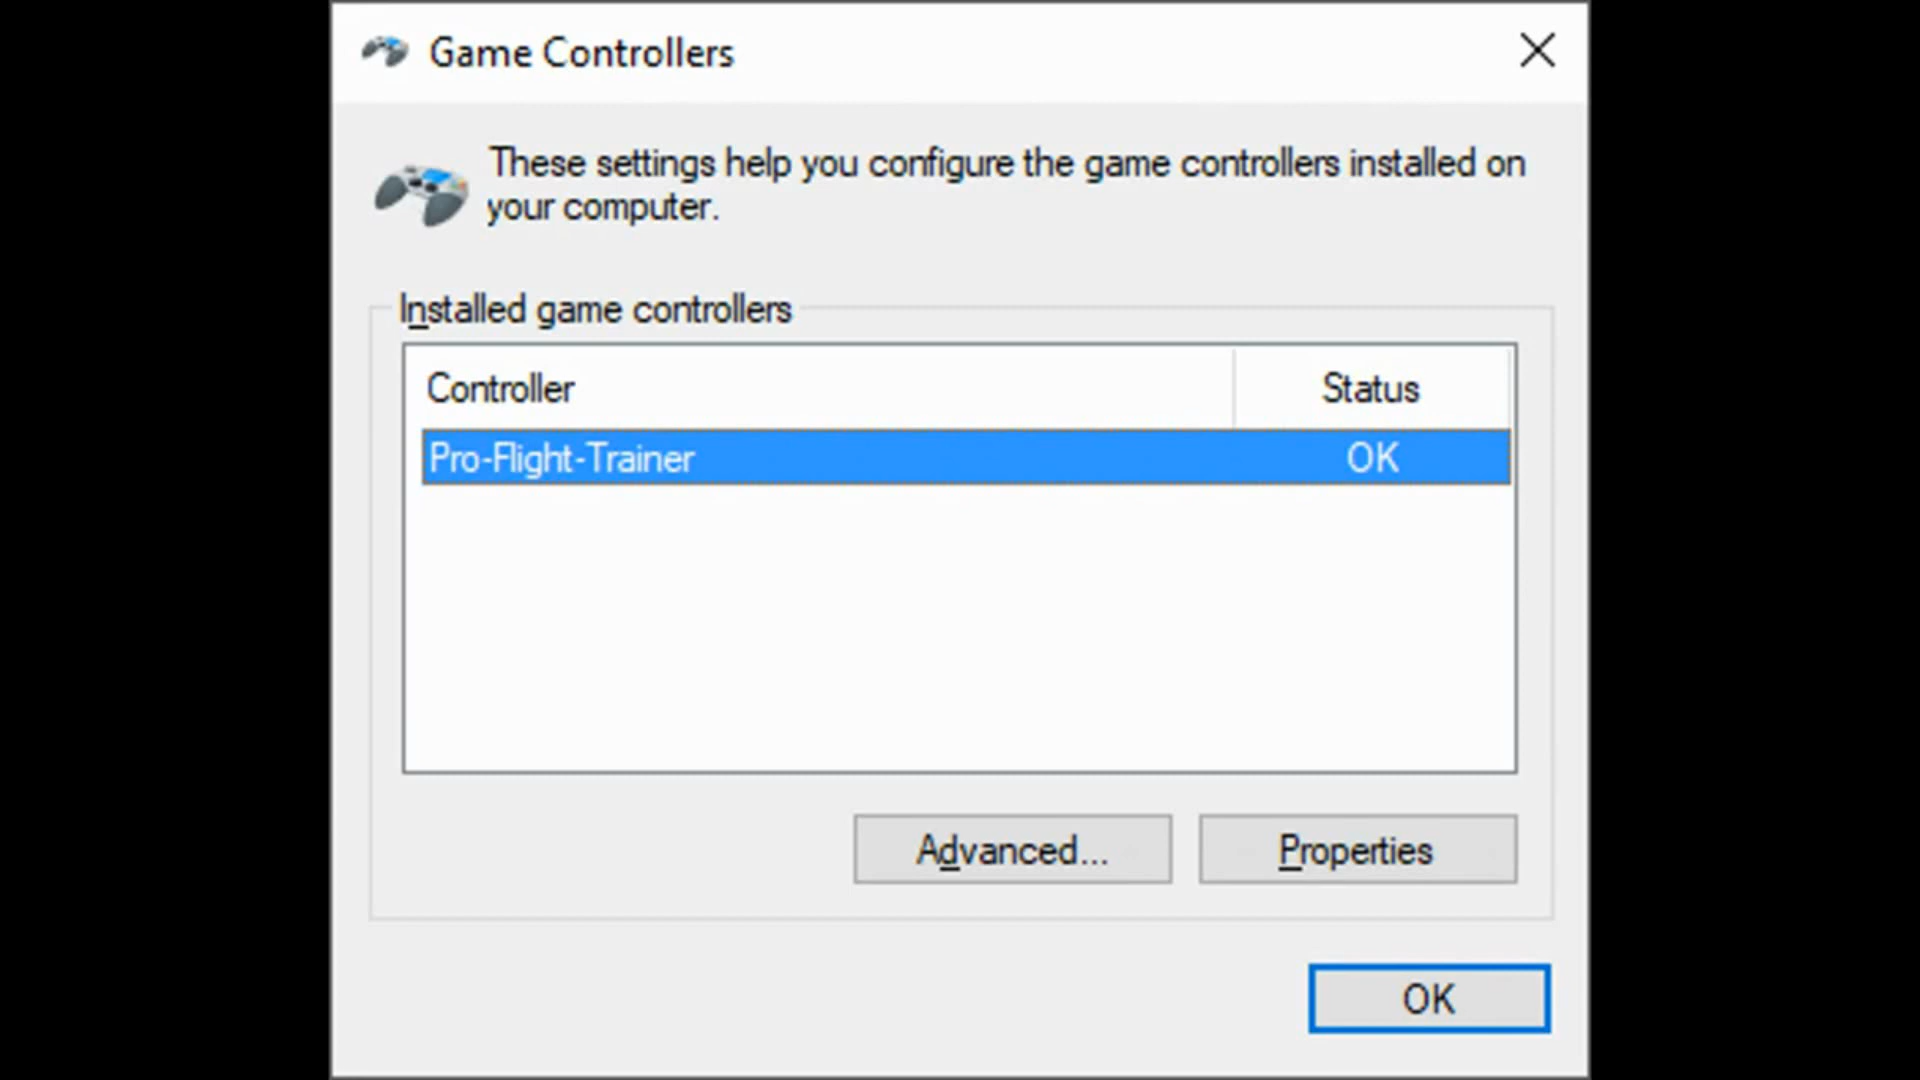 Game Controllers
These settings help you configure the game controllers installed on
your computer.
Installed game controllers
Controller Status
Pro-Flight-Trainer OK
Advanced... Properties
OK